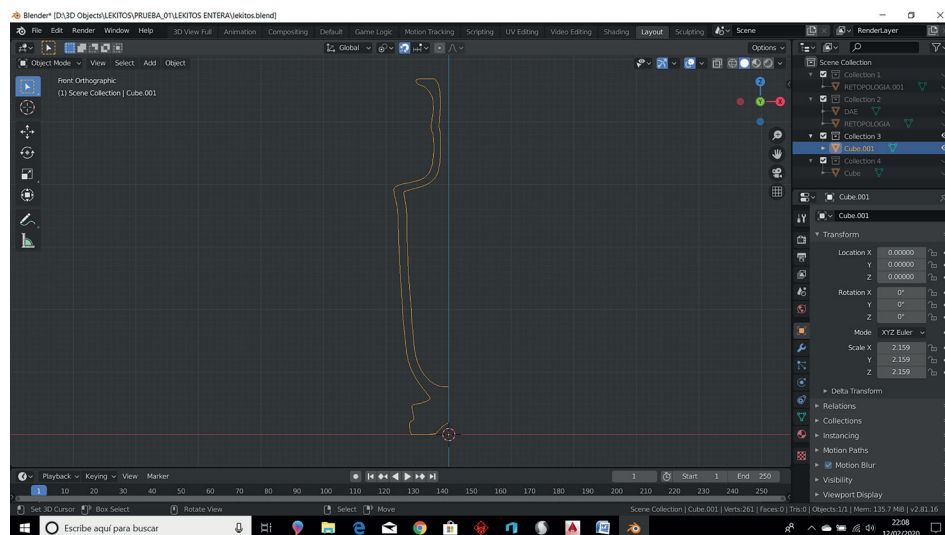 Blender* [D:\3D Objects\LEKITOS\PRUEBA_01\LEKITOS ENTERA\lekitos.blend]
File Edit Render Window Help 3D View Full Animation Compositing Default Game Logic Motion Tracking Scripting UV Editing Video Editing Shading Layout Sculpting Scene RenderLayer
Global Options
Object Mode View Select Add Object
Front Orthographic
(1) Scene Collection | Cube.001
Z
Y
X
Scene Collection
Collection 1
RETOPOLOGIA.001
Collection 2
DAE
RETOPOLOGIA
Collection 3
Cube.001
Collection 4
Cube
Cube.001
Cube.001
Transform
Location X 0.00000
Y 0.00000
Z 0.00000
Rotation X 0°
Y 0°
Z 0°
Mode XYZ Euler
Scale X 2.159
Y 2.159
Z 2.159
Delta Transform
Relations
Collections
Instancing
Motion Paths
Motion Blur
Visibility
Viewport Display
Playback Keying View Marker 1 Start 1 End 250
1 10 20 30 40 50 60 70 80 90 100 110 120 130 140 150 160 170 180 190 200 210 220 230 240 250
Set 3D Cursor Box Select Rotate View Select Move Scene Collection | Cube.001 | Verts:261 | Faces:0 | Tris:0 | Objects:1/1 | Mem: 135.7 MiB | v2.81.16
Escribe aquí para buscar
22:08
12/02/2020